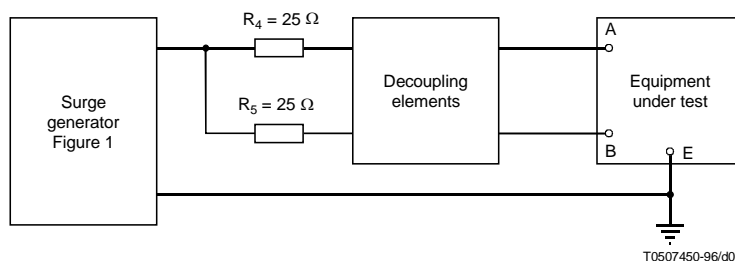 R4 = 25 Ω
A
Surge
generator
Figure 1
R5 = 25 Ω
Decoupling
elements
Equipment
under test
B
E
T0507450-96/d0